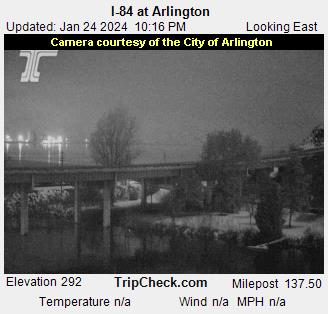 I-84 at Arlington
Updated: Jan 24 2024 10:16 PM Looking East
Camera courtesy of the City of Arlington
Elevation 292 TripCheck.com Milepost 137.50
Temperature n/a Wind n/a MPH n/a